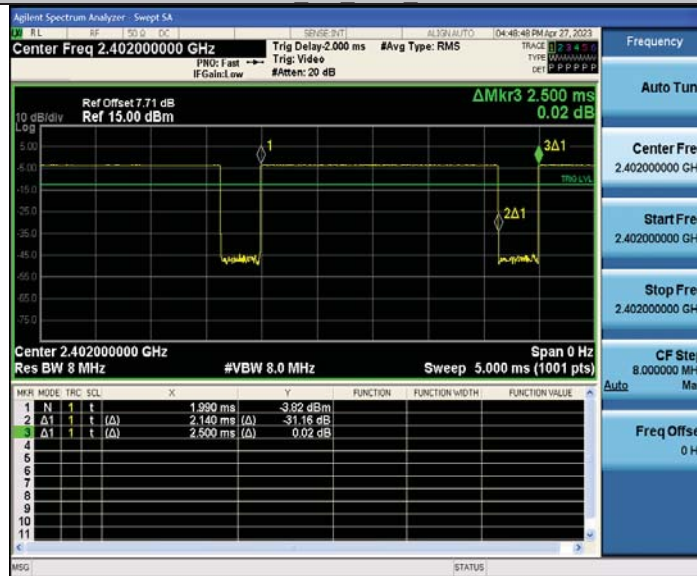 Agilent Spectrum Analyzer - Swept SA
RL RF 50 Ω DC SENSE:INT ALIGN AUTO 04:48:48 PM Apr 27, 2023
Center Freq 2.402000000 GHz
PNO: Fast
IFGain:Low
Trig Delay-2.000 ms
Trig: Video
#Atten: 20 dB
#Avg Type: RMS
TRACE 1 2 3 4 5 6
TYPE
DET P P P P P P
ΔMkr3 2.500 ms
0.02 dB
Ref Offset 7.71 dB
Ref 15.00 dBm
10 dB/div
Log
5.00
-5.00
-15.0
-25.0
-35.0
-45.0
-55.0
-65.0
-75.0
1
3Δ1
TRIG LVL
2Δ1
Center 2.402000000 GHz Span 0 Hz
Res BW 8 MHz #VBW 8.0 MHz Sweep 5.000 ms (1001 pts)
MKR MODE TRC SCL X Y FUNCTION FUNCTION WIDTH FUNCTION VALUE
1 N 1 t 1.990 ms -3.82 dBm
2 Δ1 1 t (Δ) 2.140 ms (Δ) -31.16 dB
3 Δ1 1 t (Δ) 2.500 ms (Δ) 0.02 dB
4
5
6
7
8
9
10
11
MSG STATUS
Frequency
Auto Tun
Center Fre
2.402000000 GH
Start Fre
2.402000000 GH
Stop Fre
2.402000000 GH
CF Ste
8.000000 MH
Auto Ma
Freq Offse
0 H